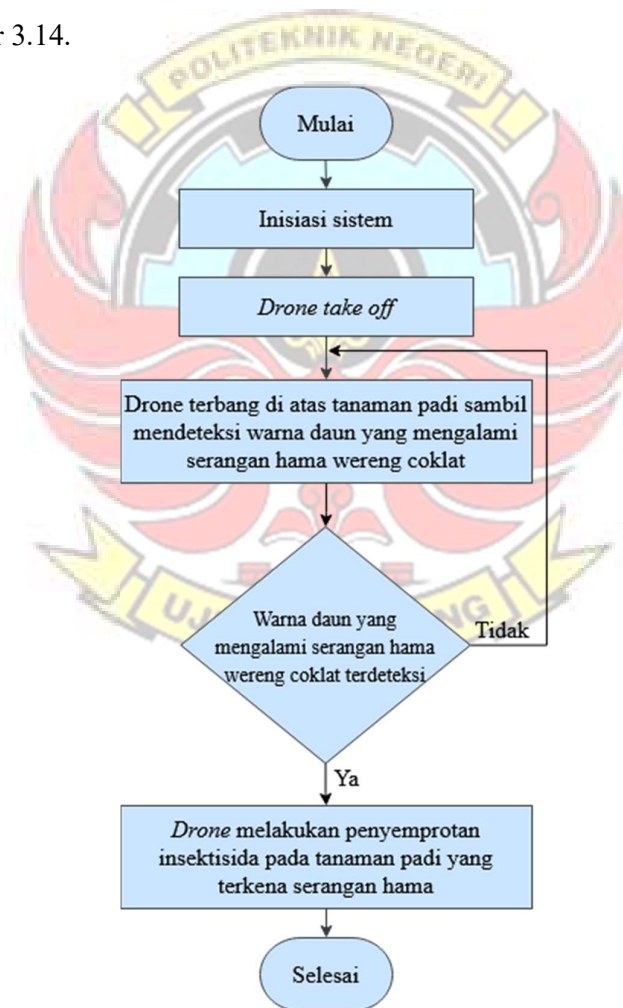 r 3.14.
POLITEKNIK NEGERI
Mulai
Inisiasi sistem
Drone take off
Drone terbang di atas tanaman padi sambil
mendeteksi warna daun yang mengalami
serangan hama wereng coklat
Warna daun yang
mengalami serangan hama
wereng coklat terdeteksi
Tidak
Ya
Drone melakukan penyemprotan
insektisida pada tanaman padi yang
terkena serangan hama
Selesai